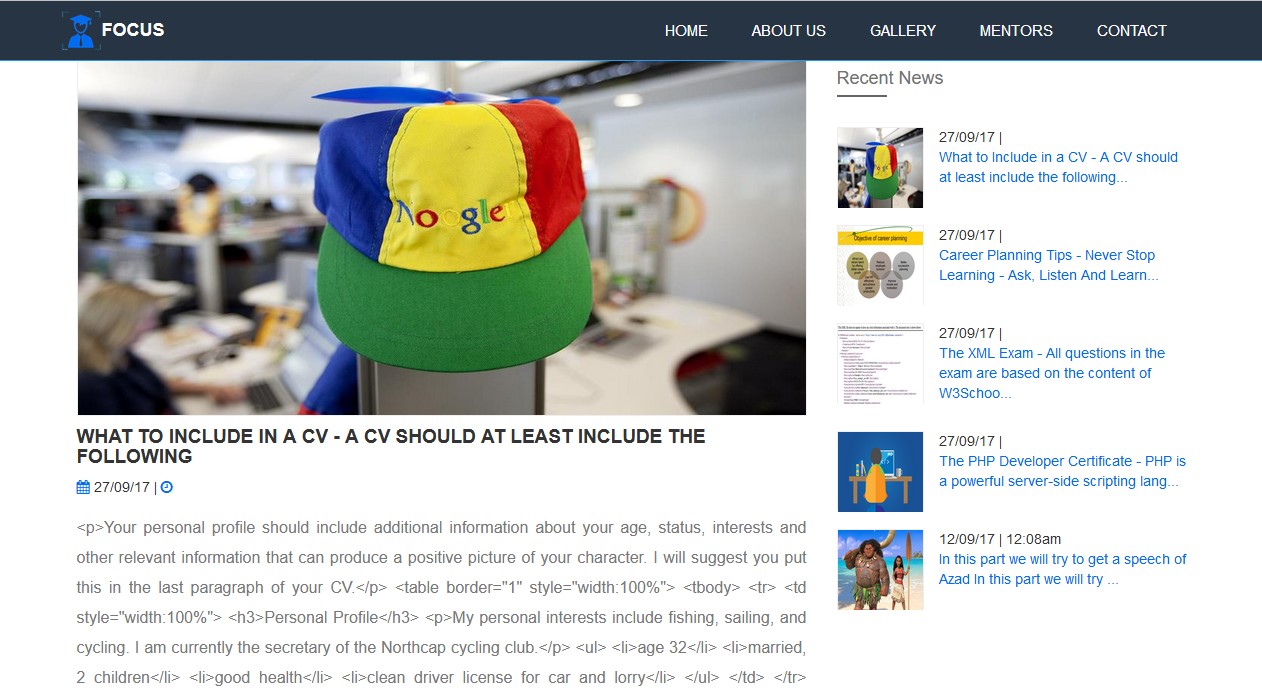 FOCUS
HOME ABOUT US GALLERY MENTORS CONTACT
Noogler
WHAT TO INCLUDE IN A CV - A CV SHOULD AT LEAST INCLUDE THE
FOLLOWING
27/09/17 |
<p>Your personal profile should include additional information about your age, status, interests and
other relevant information that can produce a positive picture of your character. I will suggest you put
this in the last paragraph of your CV.</p> <table border="1" style="width:100%"> <tbody> <tr> <td
style="width:100%"> <h3>Personal Profile</h3> <p>My personal interests include fishing, sailing, and
cycling. I am currently the secretary of the Northcap cycling club.</p> <ul> <li>age 32</li> <li>married,
2 children</li> <li>good health</li> <li>clean driver license for car and lorry</li> </ul> </td> </tr>
Recent News
27/09/17 |
What to Include in a CV - A CV should
at least include the following...
Objective of career planning
27/09/17 |
Career Planning Tips - Never Stop
Learning - Ask, Listen And Learn...
27/09/17 |
The XML Exam - All questions in the
exam are based on the content of
W3Schoo...
27/09/17 |
The PHP Developer Certificate - PHP is
a powerful server-side scripting lang...
12/09/17 | 12:08am
In this part we will try to get a speech of
Azad In this part we will try ...